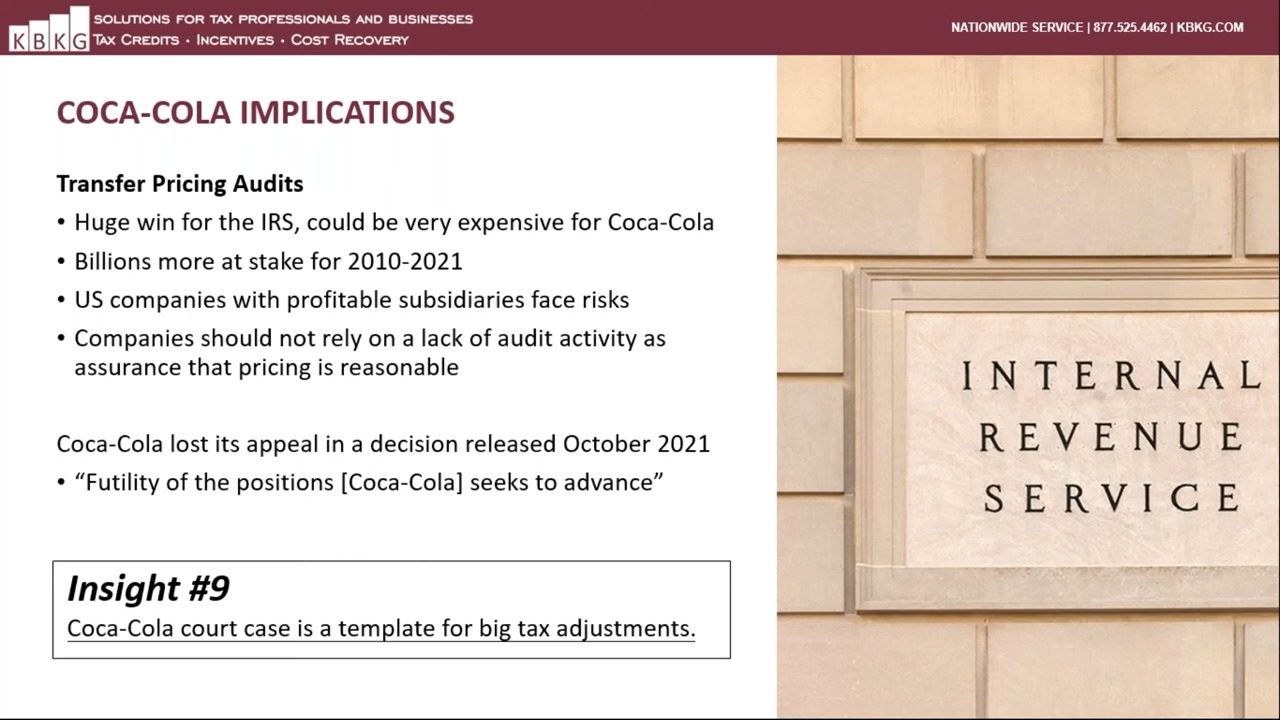 KBKG
SOLUTIONS FOR TAX PROFESSIONALS AND BUSINESSES
TAX CREDITS · INCENTIVES · COST RECOVERY
NATIONWIDE SERVICE | 877.525.4462 | KBKG.COM
COCA-COLA IMPLICATIONS
Transfer Pricing Audits
• Huge win for the IRS, could be very expensive for Coca-Cola
• Billions more at stake for 2010-2021
• US companies with profitable subsidiaries face risks
• Companies should not rely on a lack of audit activity as
assurance that pricing is reasonable
Coca-Cola lost its appeal in a decision released October 2021
• “Futility of the positions [Coca-Cola] seeks to advance”
Insight #9
Coca-Cola court case is a template for big tax adjustments.
INTERNAL
REVENUE
SERVICE